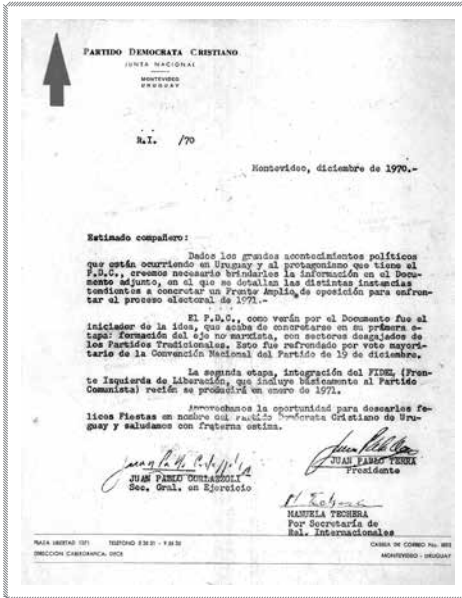 PARTIDO DEMOCRATA CRISTIANO
JUNTA NACIONAL
MONTEVIDEO
URUGUAY
R.I. /70
Montevideo, diciembre de 1970.-
Estimado compañero:
Dados los grandes acontecimientos políticos
que están ocurriendo en Uruguay y al protagonismo que tiene el
P.D.C., creemos necesario brindarles la información en el Docu-
mento adjunto, en el que se detallan las distintas instancias
tendientes a concretar un Frente Amplio de oposición para enfren-
tar el proceso electoral de 1971.-
El P.D.C., como verán por el Documento fue el
iniciador de la idea, que acaba de concretarse en su primera e-
tapa: formación del eje no marxista, con sectores desgajados de
los Partidos Tradicionales. Esto fue refrendado por voto mayori-
tario de la Convención Nacional del Partido de 19 de diciembre.
La segunda etapa, integración del FIDEL (Fren-
te Izquierda de Liberación, que incluye básicamente al Partido
Comunista) recién se producirá en enero de 1971.
Aprovechamos la oportunidad para desearles fe-
lices Fiestas en nombre del Partido Demócrata Cristiano de Uru-
guay y saludamos con fraterna estima.
JUAN PABLO CORTAZZOLI
Sec. Gral. en Ejercicio
JUAN PABLO TERRA
Presidente
MANUELA TECHERA
Por Secretaría de
Rel. Internacionales
PLAZA LIBERTAD 1371 TELEFONO
DIRECCION CABLEGRAFICA,
CASILLA DE CORREO No.
MONTEVIDEO - URUGUAY